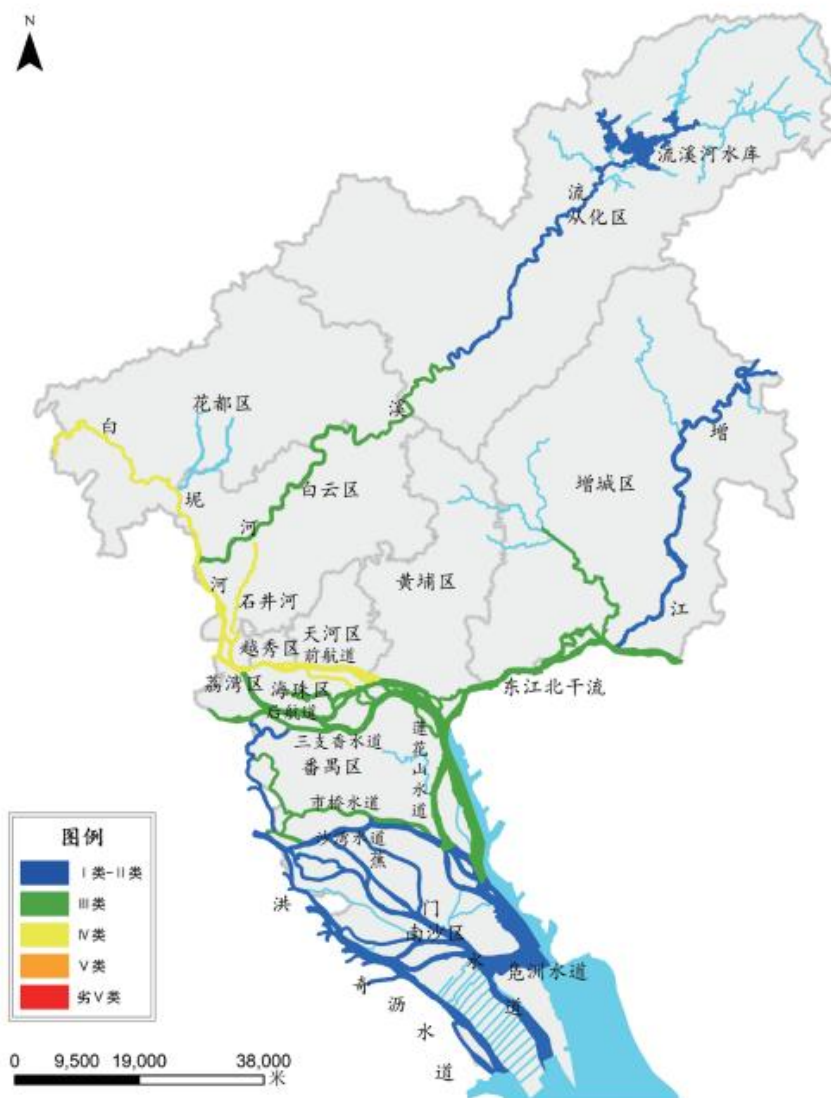 N
流溪河水库
流
从化区
溪
花都区
白
增
坭
白云区
增城区
河
河
石井河
黄埔区
江
越秀区
天河区
前航道
荔湾区
海珠区
后航道
东江北干流
三支香水道
番禺区
莲花山水道
市桥水道
沙湾水道
蕉
门
水
道
南沙区
凫洲水道
洪
奇
沥
水
道
图例
Ⅰ类-Ⅱ类
Ⅲ类
Ⅳ类
Ⅴ类
劣Ⅴ类
0 9,500 19,000 38,000
米